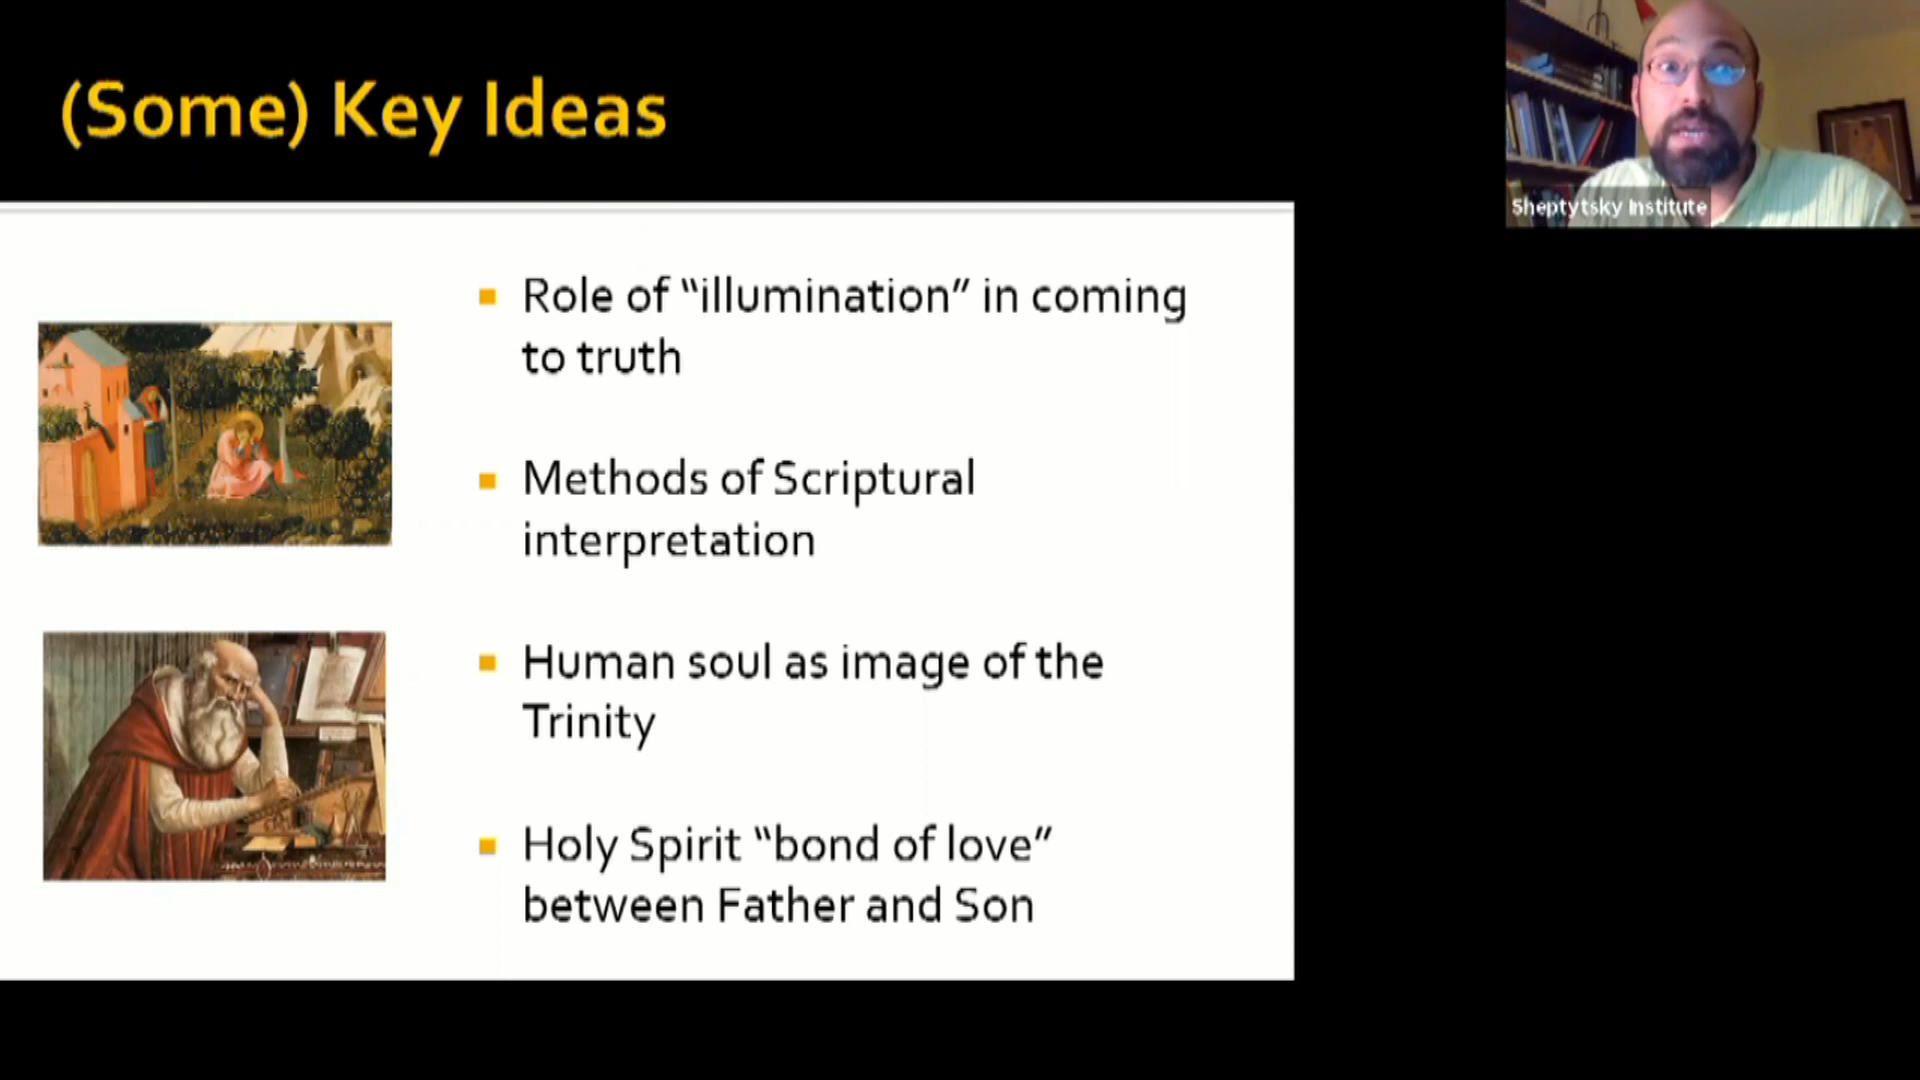 (Some) Key Ideas
Sheptytsky Institute
Role of “illumination” in coming
to truth
Methods of Scriptural
interpretation
Human soul as image of the
Trinity
Holy Spirit “bond of love”
between Father and Son